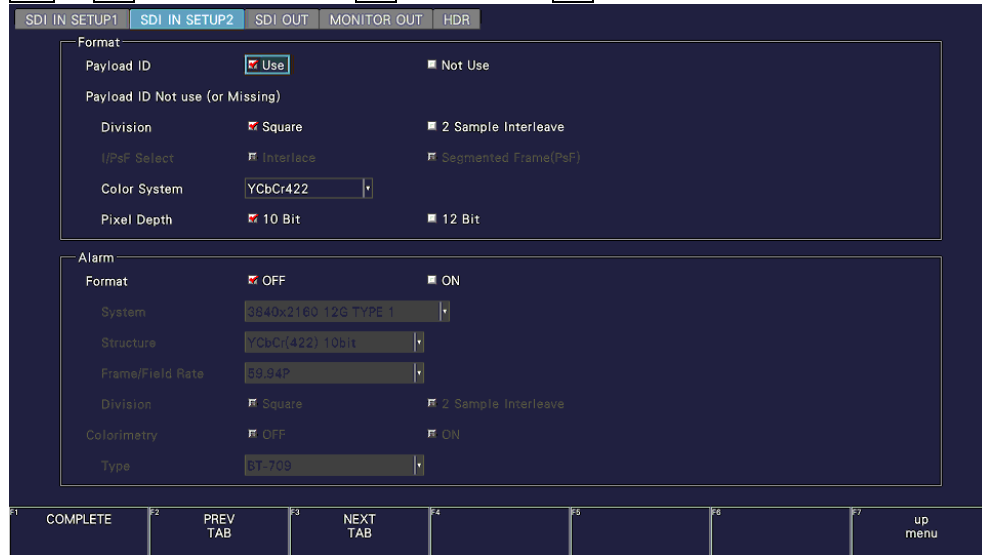 SDI IN SETUP1 SDI IN SETUP2 SDI OUT MONITOR OUT HDR
Format
Payload ID Use Not Use
Payload ID Not use (or Missing)
Division Square 2 Sample Interleave
I/PsF Select Interlace Segmented Frame(PsF)
Color System YCbCr422
Pixel Depth 10 Bit 12 Bit
Alarm
Format OFF ON
System 3840x2160 12G TYPE 1
Structure YCbCr(422) 10bit
Frame/Field Rate 59.94P
Division Square 2 Sample Interleave
Colorimetry OFF ON
Type BT-709
F1 COMPLETE F2 PREV F3 NEXT F4 F5 F6 F7 up
TAB TAB menu